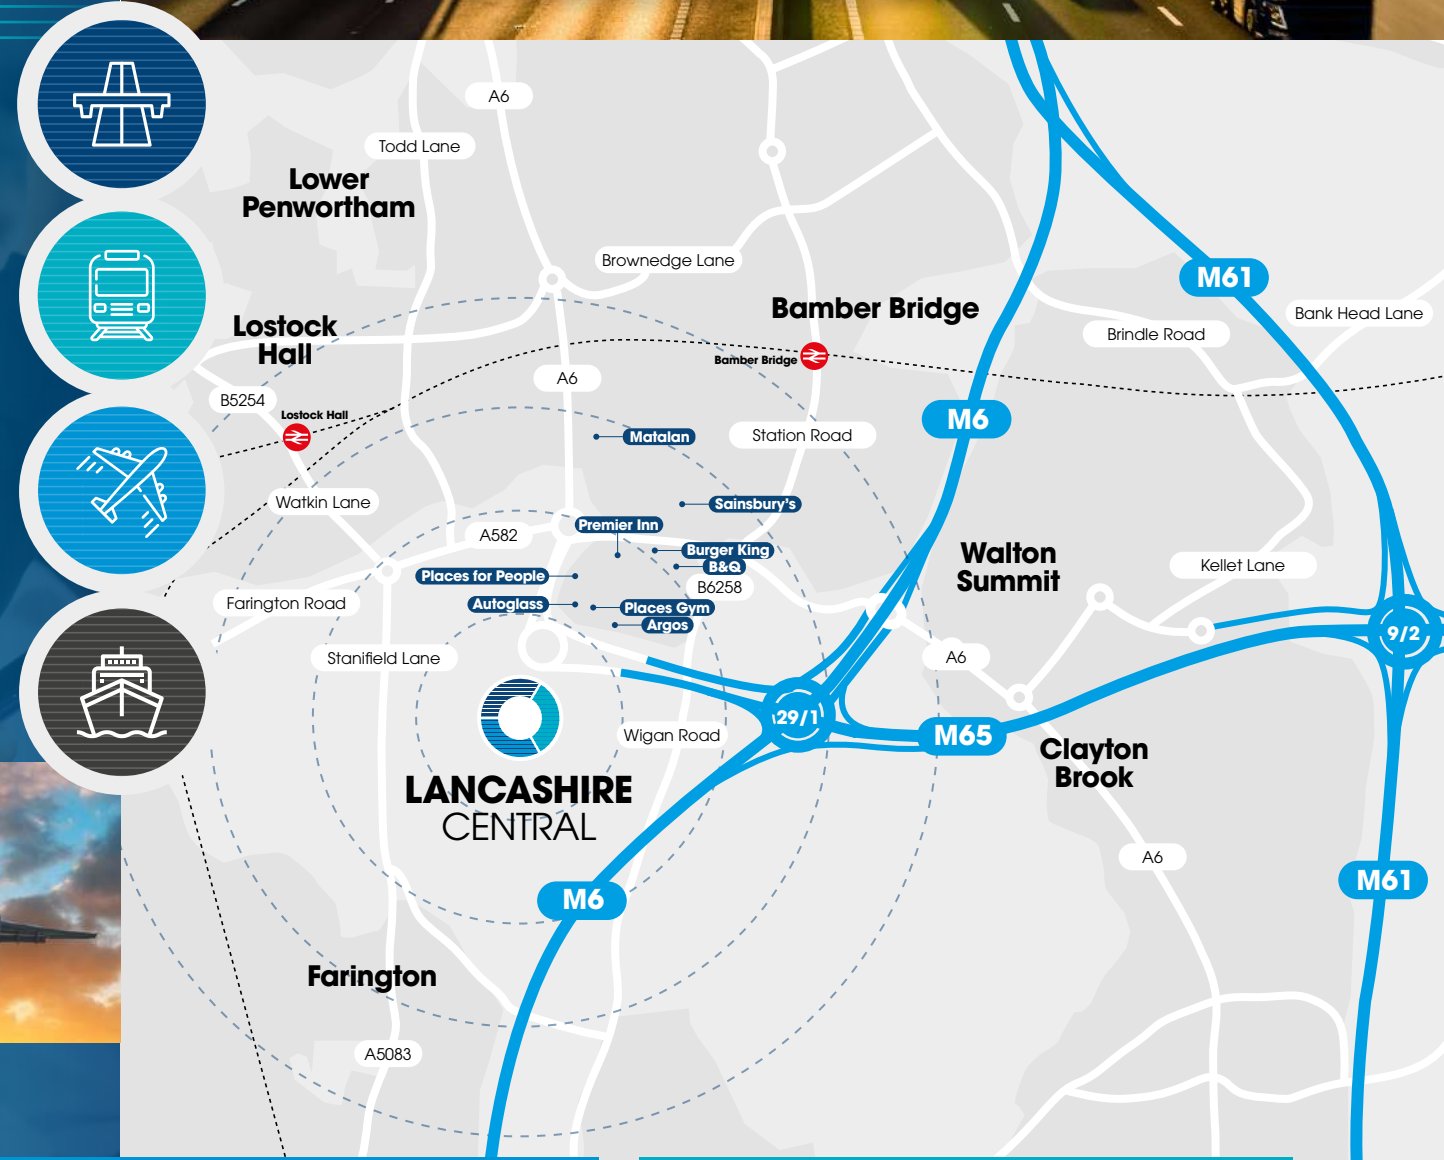 A6
Todd Lane
Lower
Penwortham
Brownedge Lane
M61
Bamber Bridge
Bank Head Lane
Lostock
Hall
Brindle Road
Bamber Bridge
A6
B5254
Lostock Hall
M6
Matalan
Station Road
Watkin Lane
Sainsbury's
Premier Inn
A582
Burger King
Walton
Summit
B&Q
Kellet Lane
Places for People
B6258
Farington Road
Autoglass
Places Gym
Argos
9/2
Stanifield Lane
A6
29/1
Wigan Road
M65
Clayton
Brook
LANCASHIRE
CENTRAL
A6
M61
M6
Farington
A5083